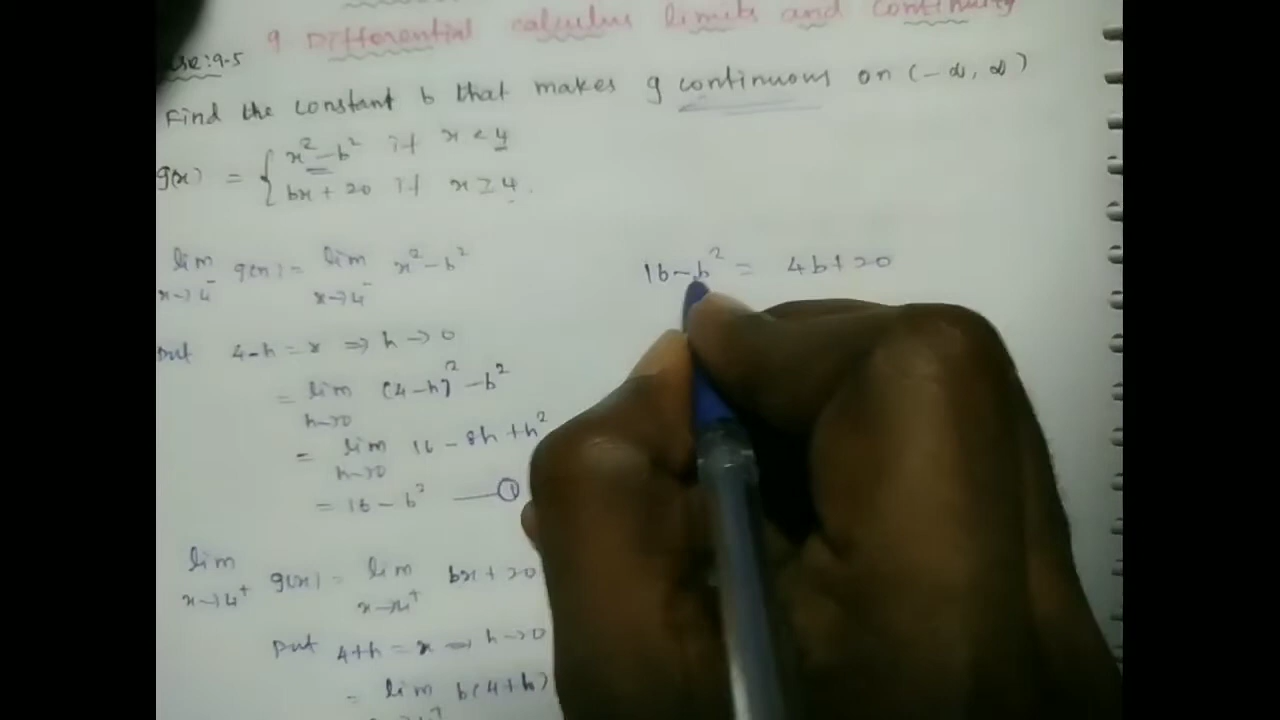 9 Differential calculus limits and continuity
9.5
Find the constant b that makes g continuous on (-∞, ∞)
g(x) = { x² - b² if x < 4
bx + 20 if x ≥ 4.
lim x→4⁻ g(x) = lim x→4⁻ x² - b²
put 4-h = x ⇒ h → 0
= lim h→0 (4-h)² - b²
= lim h→0 16 - 8h + h²
= 16 - b² —— ①
lim x→4⁺ g(x) = lim x→4⁺ bx + 20
put 4+h = x ⇒ h→0
= lim b(4+h)
16-b² = 4b+20